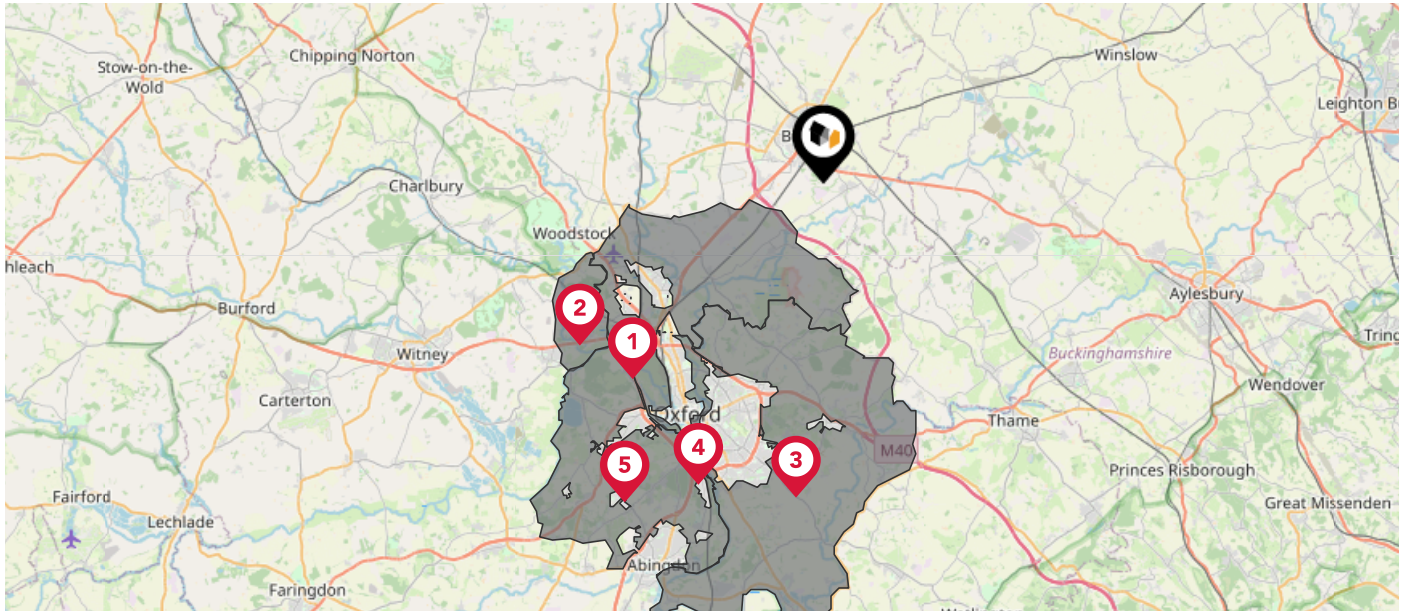 Chipping Norton
Winslow
Stow-on-the-
Wold
Leighton B
B
Charlbury
Woodstock
hleach
Aylesbury
Burford
2
Tring
1
Witney
Buckinghamshire
Wendover
Carterton
Oxford
Thame
4
M40
5
3
Princes Risborough
Fairford
Great Missenden
Lechlade
Abingdon
Faringdon